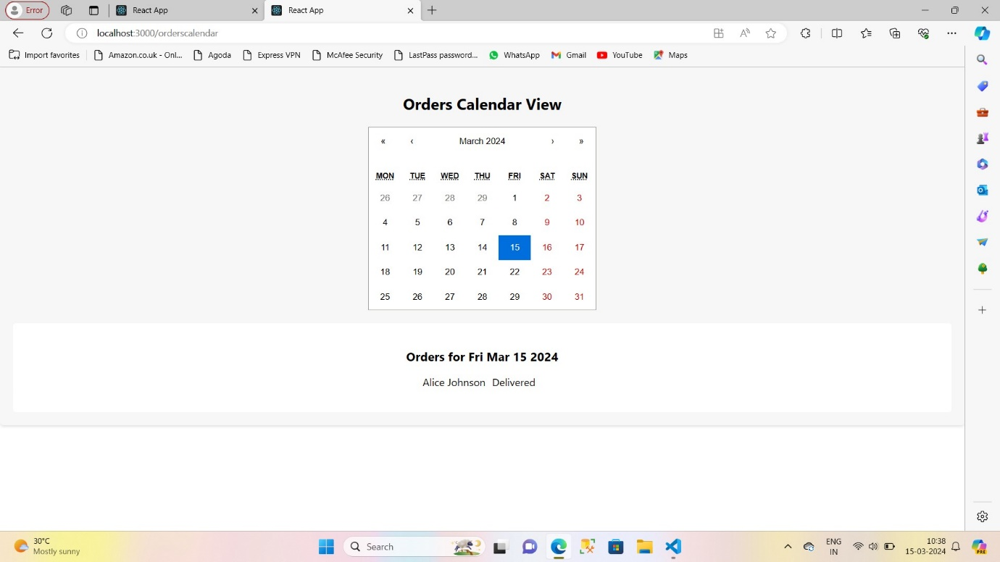 Error React App React App
localhost:3000/orderscalendar
Import favorites Amazon.co.uk - Onl... Agoda Express VPN McAfee Security LastPass password... WhatsApp Gmail YouTube Maps
Orders Calendar View
« ‹ March 2024 › »
MON TUE WED THU FRI SAT SUN
26 27 28 29 1 2 3
4 5 6 7 8 9 10
11 12 13 14 15 16 17
18 19 20 21 22 23 24
25 26 27 28 29 30 31
Orders for Fri Mar 15 2024
Alice Johnson Delivered
30°C
Mostly sunny
Search
ENG
IN
10:38
15-03-2024
PRE